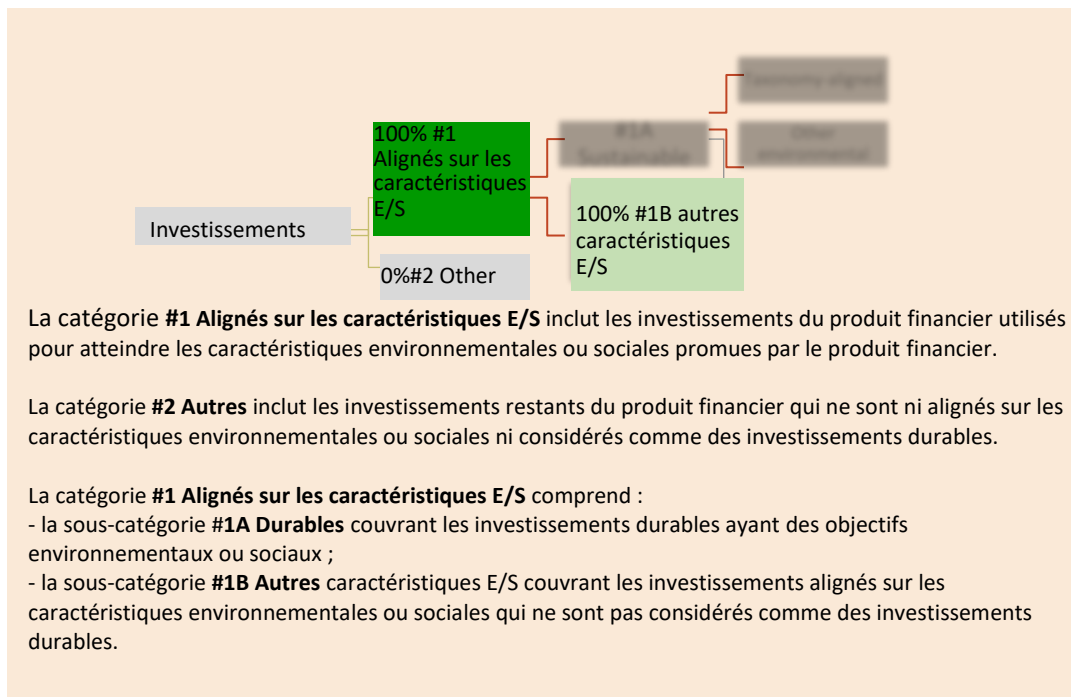 Taxonomy aligned
100% #1
Alignés sur les
caractéristiques
E/S
#1A
Sustainable
Other
environmental
Investissements
100% #1B autres
caractéristiques
E/S
0%#2 Other
La catégorie #1 Alignés sur les caractéristiques E/S inclut les investissements du produit financier utilisés
pour atteindre les caractéristiques environnementales ou sociales promues par le produit financier.
La catégorie #2 Autres inclut les investissements restants du produit financier qui ne sont ni alignés sur les
caractéristiques environnementales ou sociales ni considérés comme des investissements durables.
La catégorie #1 Alignés sur les caractéristiques E/S comprend :
- la sous-catégorie #1A Durables couvrant les investissements durables ayant des objectifs
environnementaux ou sociaux ;
- la sous-catégorie #1B Autres caractéristiques E/S couvrant les investissements alignés sur les
caractéristiques environnementales ou sociales qui ne sont pas considérés comme des investissements
durables.